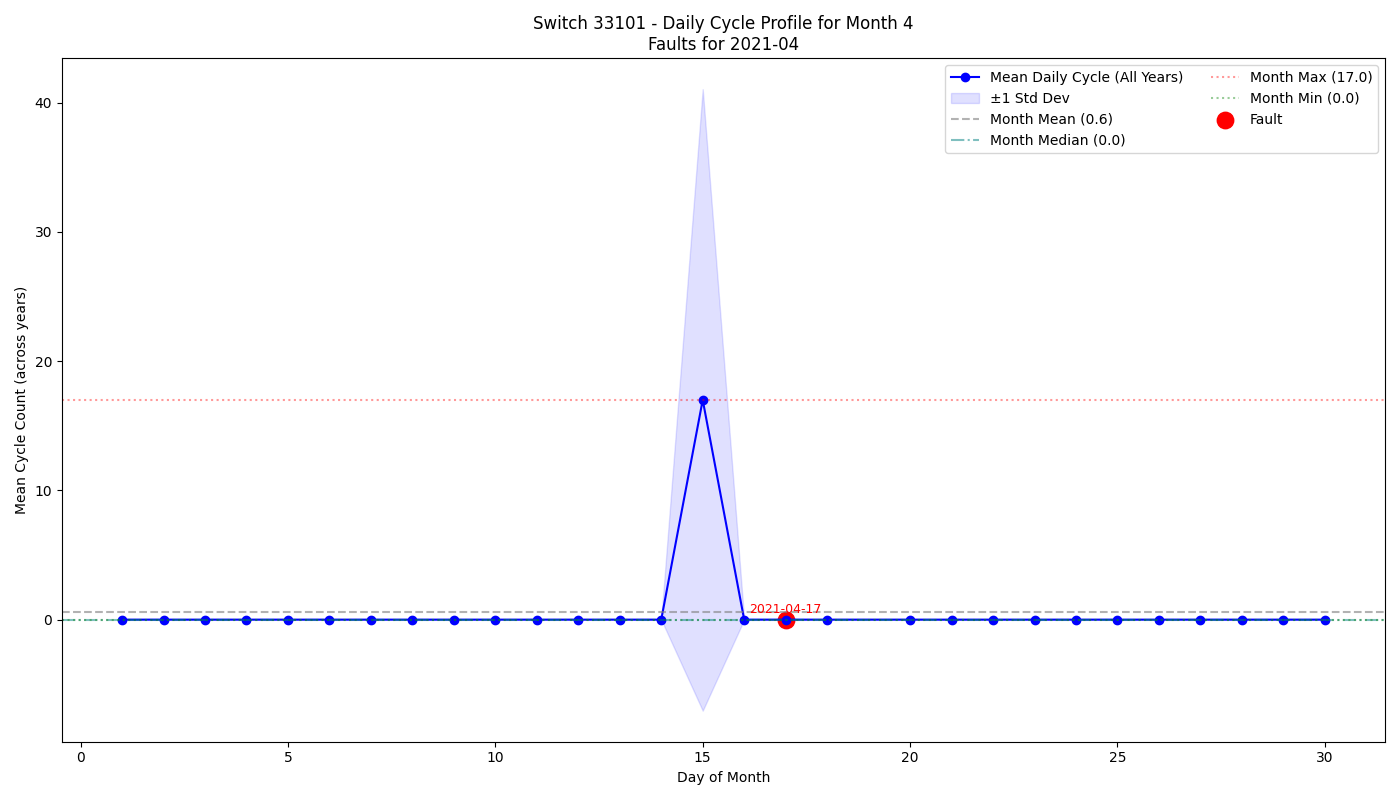 Switch 33101 - Daily Cycle Profile for Month 4
Faults for 2021-04
Mean Daily Cycle (All Years)
±1 Std Dev
Month Mean (0.6)
Month Median (0.0)
Month Max (17.0)
Month Min (0.0)
Fault
Mean Cycle Count (across years)
40
30
20
10
0
2021-04-17
0
5
10
15
20
25
30
Day of Month